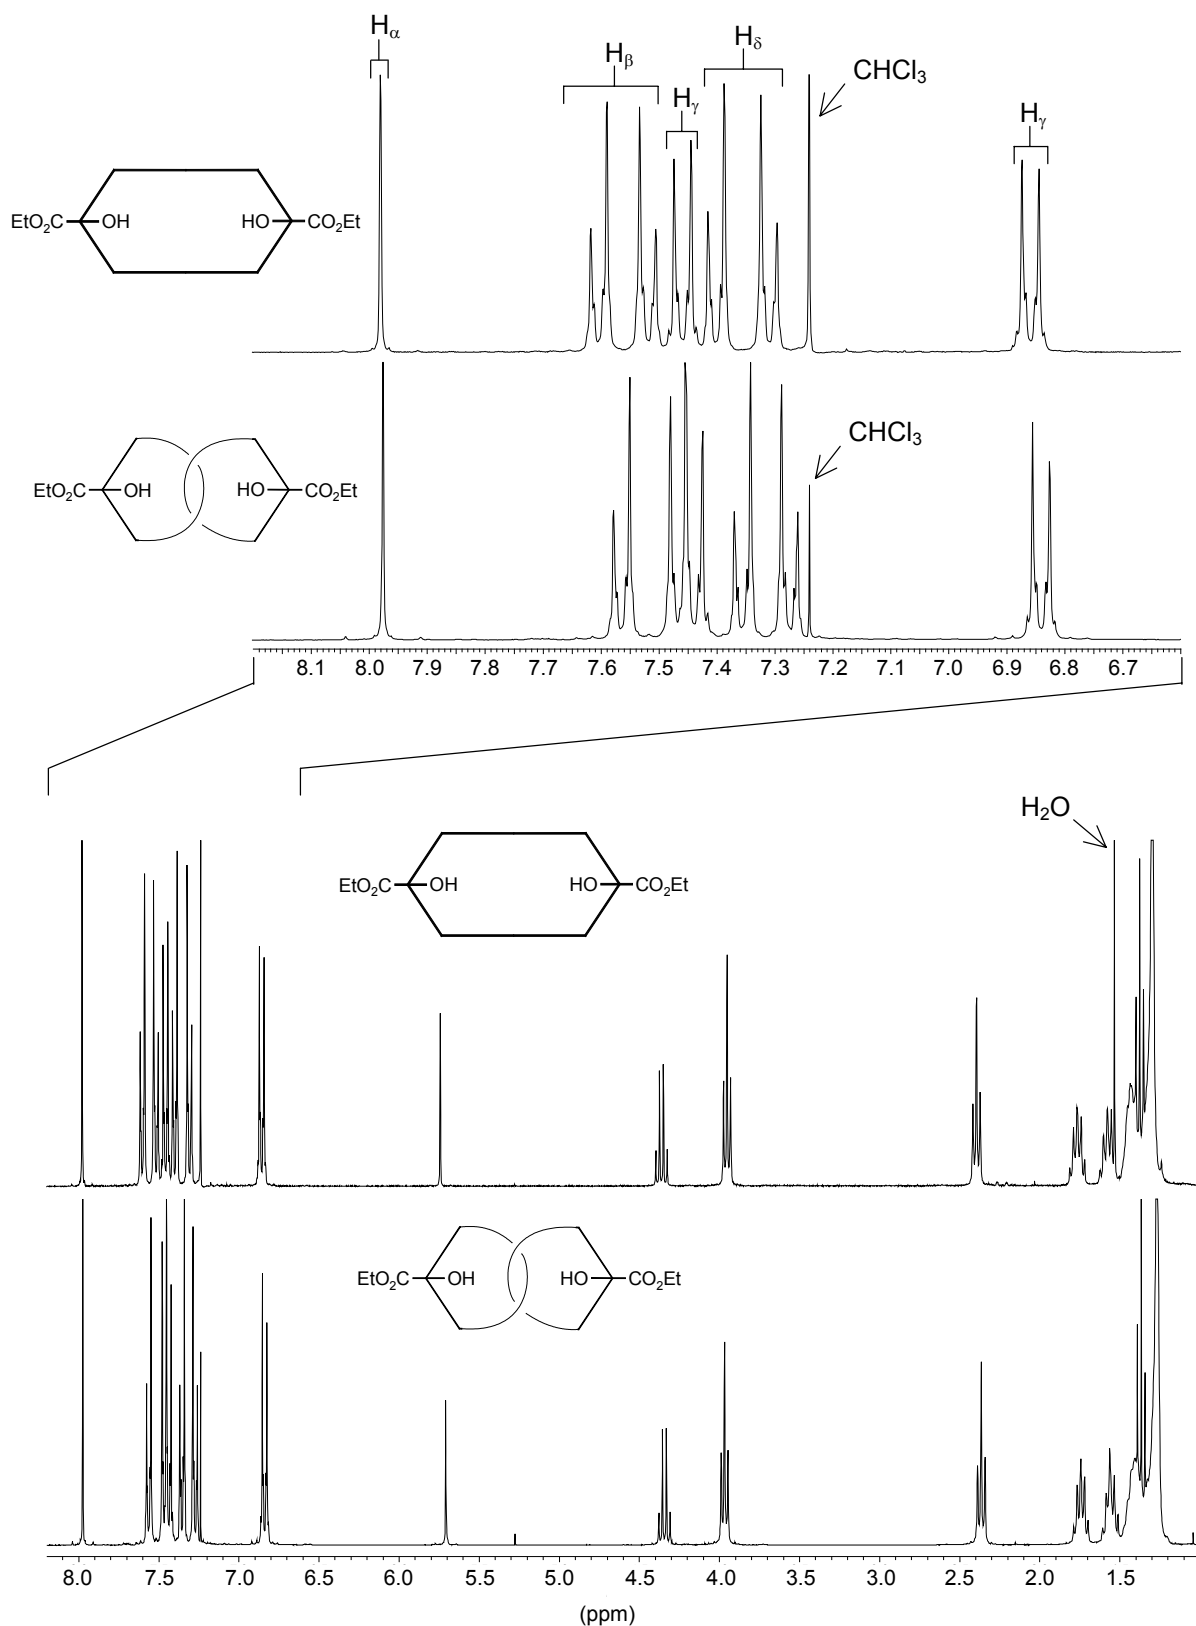 Hα
Hβ
Hγ
Hδ
CHCl3
Hγ
EtO2C OH HO CO2Et
CHCl3
EtO2C OH HO CO2Et
8.1 8.0 7.9 7.8 7.7 7.6 7.5 7.4 7.3 7.2 7.1 7.0 6.9 6.8 6.7
H2O
EtO2C OH HO CO2Et
EtO2C OH HO CO2Et
8.0 7.5 7.0 6.5 6.0 5.5 5.0 4.5 4.0 3.5 3.0 2.5 2.0 1.5
(ppm)